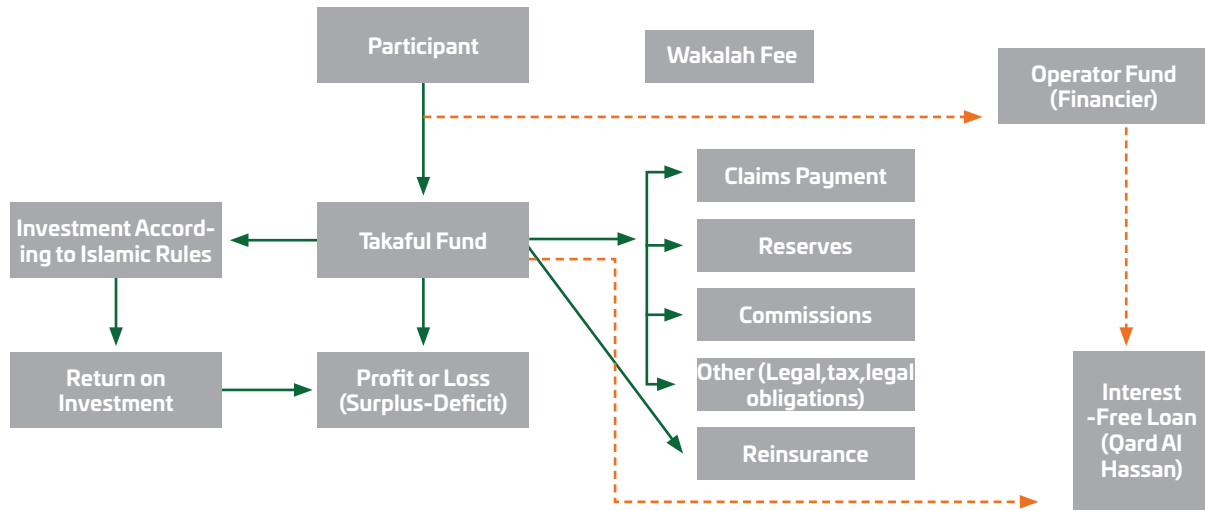 Participant
Wakalah Fee
Operator Fund
(Financier)
Claims Payment
Investment Accord-
ing to Islamic Rules
Takaful Fund
Reserves
Commissions
Return on
Investment
Profit or Loss
(Surplus-Deficit)
Other (Legal,tax,legal
obligations)
Interest
-Free Loan
(Qard Al
Hassan)
Reinsurance